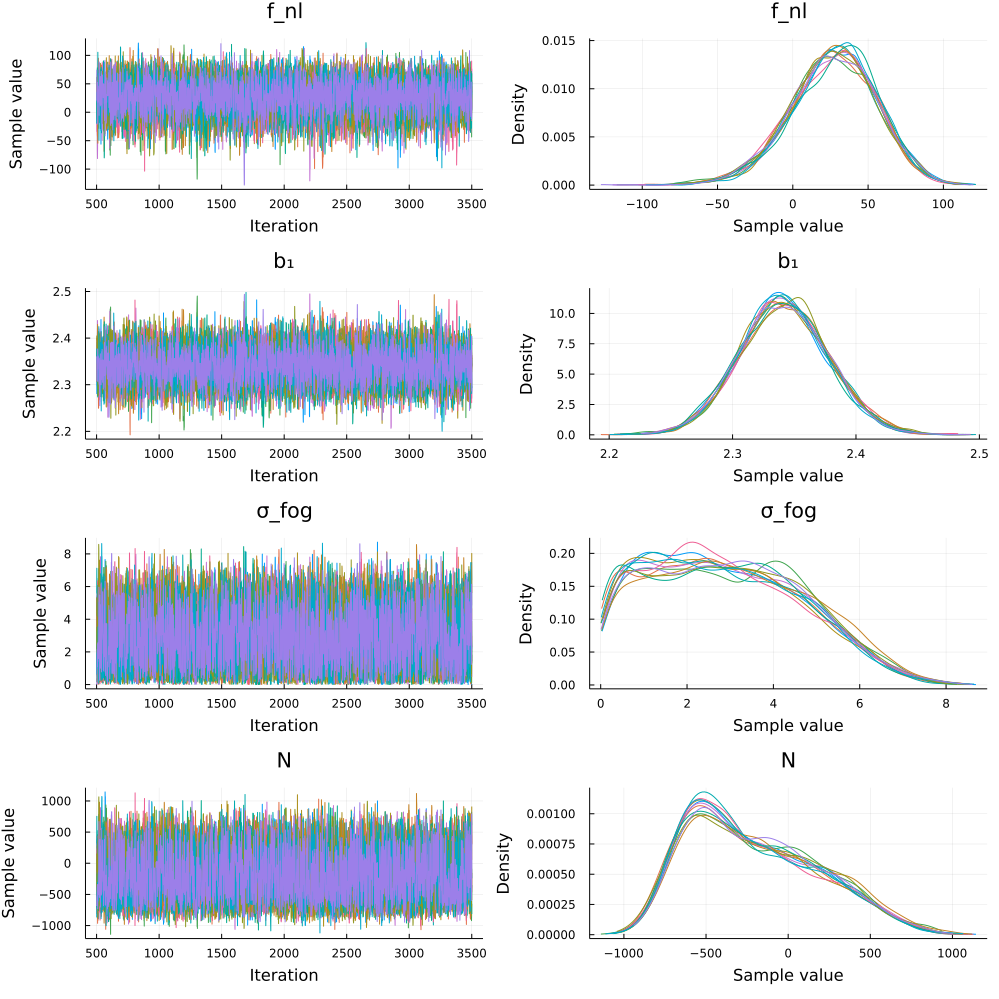 f_nl
f_nl
Sample value
100
50
0
−50
−100
500 1000 1500 2000 2500 3000 3500
Iteration
Density
0.015
0.010
0.005
0.000
−100 −50 0 50 100
Sample value
b₁
b₁
Sample value
2.5
2.4
2.3
2.2
500 1000 1500 2000 2500 3000 3500
Iteration
Density
10.0
7.5
5.0
2.5
0.0
2.2 2.3 2.4 2.5
Sample value
σ_fog
σ_fog
Sample value
8
6
4
2
0
500 1000 1500 2000 2500 3000 3500
Iteration
Density
0.20
0.15
0.10
0.05
0.00
0 2 4 6 8
Sample value
N
N
Sample value
1000
500
0
−500
−1000
500 1000 1500 2000 2500 3000 3500
Iteration
Density
0.00100
0.00075
0.00050
0.00025
0.00000
−1000 −500 0 500 1000
Sample value